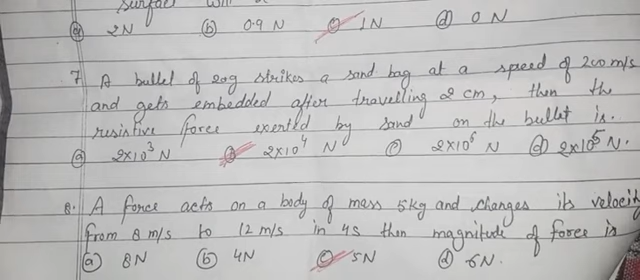 surface will
(a) 2N (b) 0.9 N (c) 1N (d) 0 N
7. A bullet of 20g strikes a sand bag at a speed of 200 m/s
and gets embedded after travelling 2 cm, then the
resistive force exerted by sand on the bullet is.
(a) 2×10³ N (b) 2×10⁴ N (c) 2×10⁶ N (d) 2×10⁵ N.
8. A force acts on a body of mass 5kg and changes its velocity
from 8 m/s to 12 m/s in 4s then magnitude of force is
(a) 8N (b) 4N (c) 5N (d) 6N.